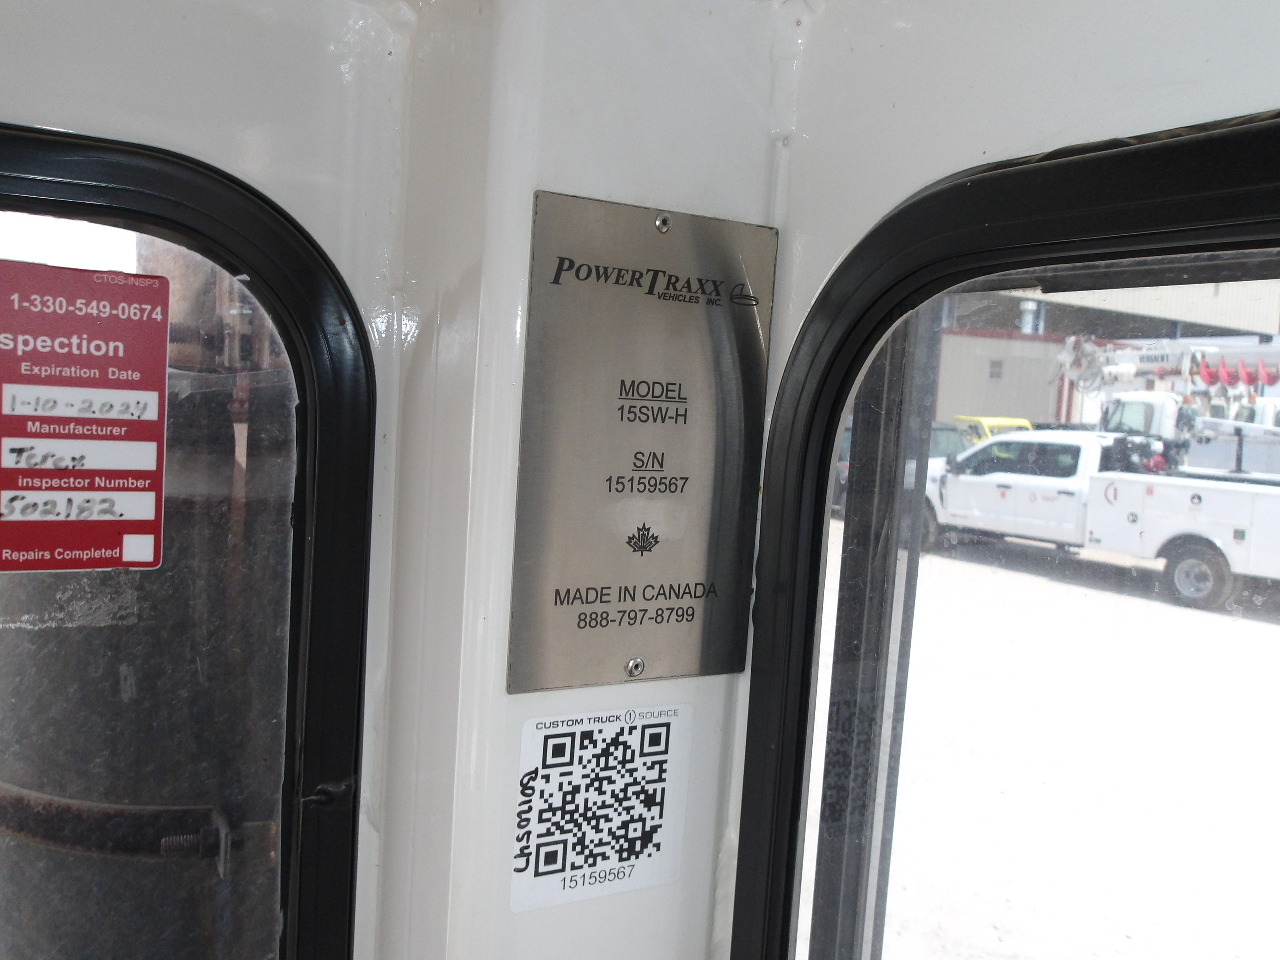 CTOS-INSP3
1-330-549-0674
spection
Expiration Date
1-10-2024
Manufacturer
Terex
inspector Number
502182
Repairs Completed
POWERTRAXX
VEHICLES INC.
MODEL
15SW-H
S/N
15159567
MADE IN CANADA
888-797-8799
CUSTOM TRUCK 1 SOURCE
15159567